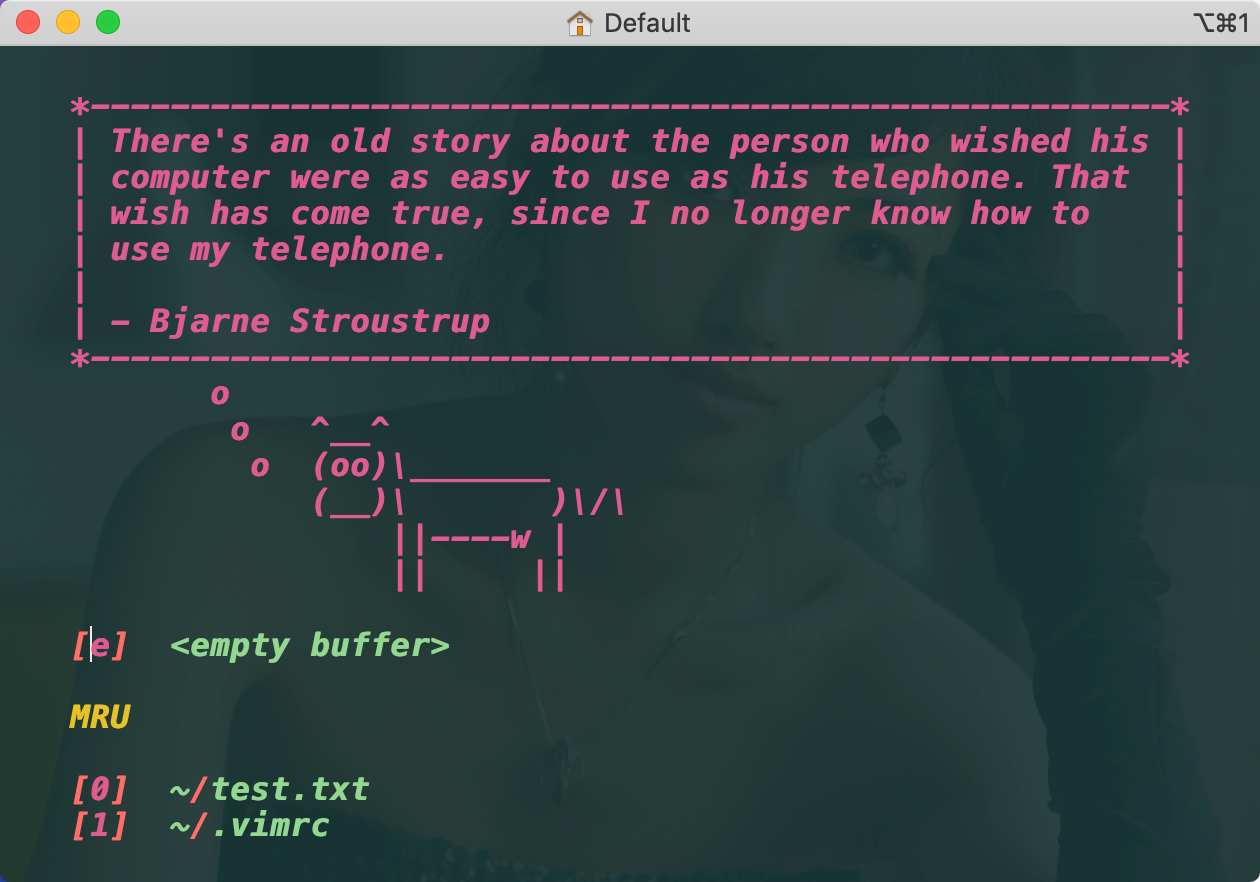 Default
⌥⌘1
*------------------------------------------------------*
| There's an old story about the person who wished his |
| computer were as easy to use as his telephone. That  |
| wish has come true, since I no longer know how to    |
| use my telephone.                                    |
|                                                      |
| - Bjarne Stroustrup                                  |
*------------------------------------------------------*
       o
        o   ^__^
         o  (oo)\_______
            (__)\       )\/\
                ||----w |
                ||     ||
[e]  <empty buffer>
MRU
[0]  ~/test.txt
[1]  ~/.vimrc